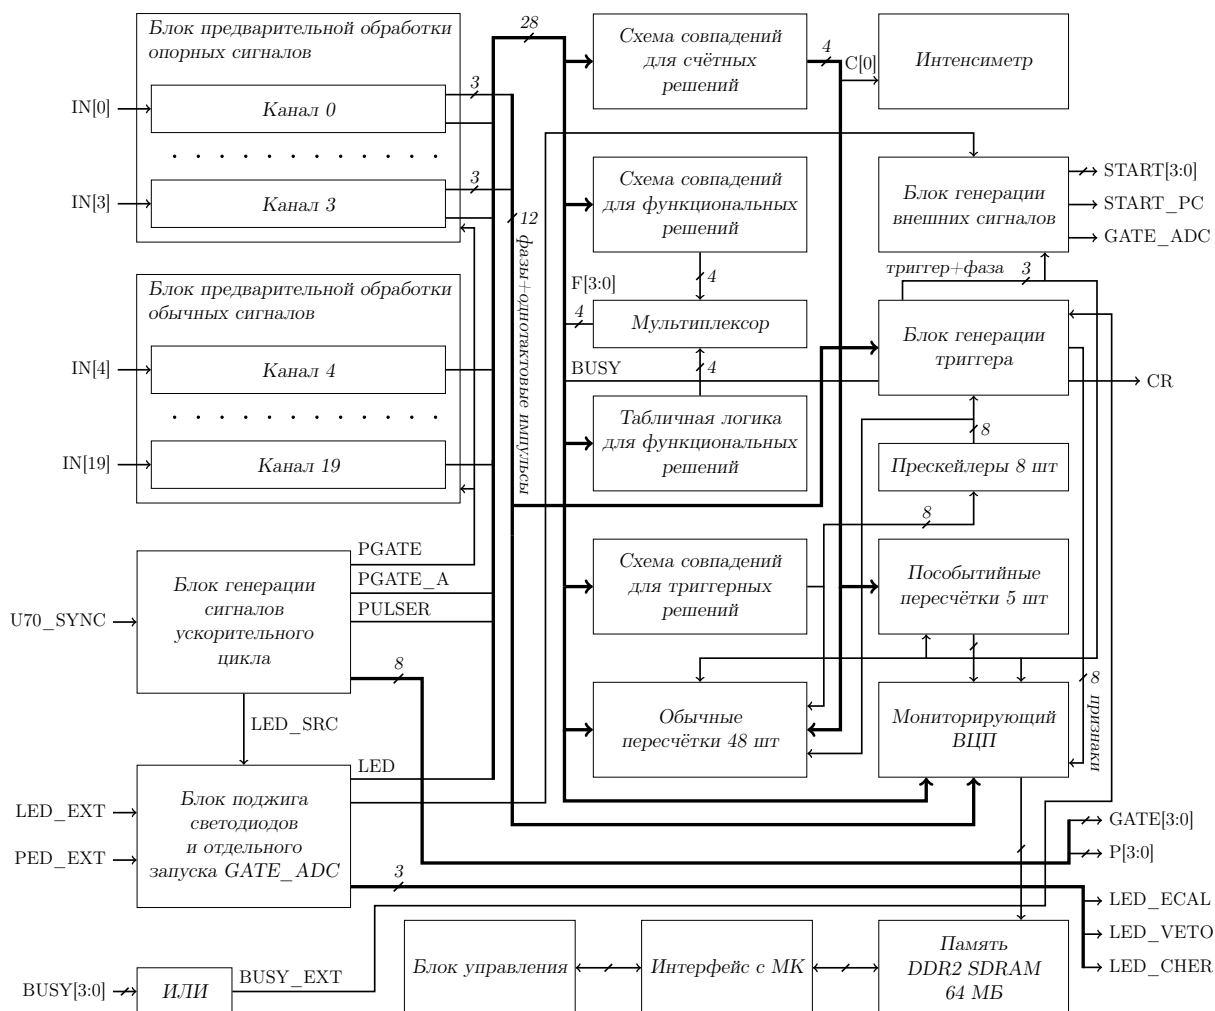 Блок предварительной обработки
опорных сигналов
IN[0]
Канал 0
3
IN[3]
Канал 3
3
28
12
фазы+однотактовые импульсы
Блок предварительной обработки
обычных сигналов
IN[4]
Канал 4
IN[19]
Канал 19
U70_SYNC
Блок генерации
сигналов
ускорительного
цикла
PGATE
PGATE_A
PULSER
8
LED_SRC
LED_EXT
PED_EXT
Блок поджига
светодиодов
и отдельного
запуска GATE_ADC
LED
3
BUSY[3:0]
ИЛИ
BUSY_EXT
Схема совпадений
для счётных
решений
4
C[0]
Интенсиметр
Схема совпадений
для функциональных
решений
4
F[3:0]
4
Мультиплексор
4
BUSY
Табличная логика
для функциональных
решений
Схема совпадений
для триггерных
решений
Обычные
пересчётки 48 шт
Блок генерации
внешних сигналов
START[3:0]
START_PC
GATE_ADC
триггер+фаза
3
Блок генерации
триггера
CR
8
Прескейлеры 8 шт
8
Пособытийные
пересчётки 5 шт
Мониторирующий
ВЦП
8
признаки
GATE[3:0]
P[3:0]
LED_ECAL
LED_VETO
LED_CHER
Блок управления
Интерфейс с МК
Память
DDR2 SDRAM
64 МБ